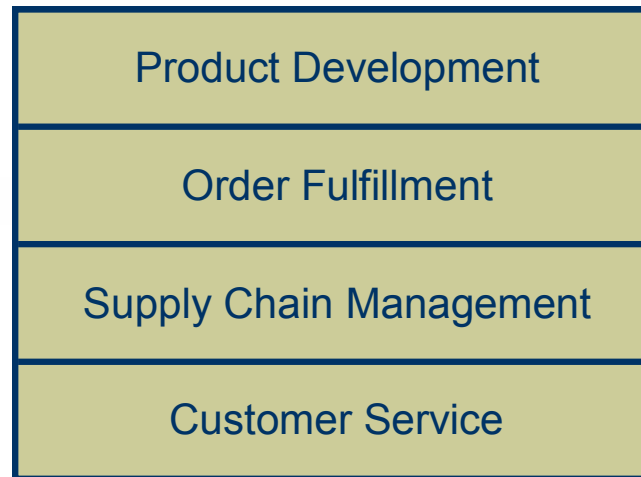 Product Development
Order Fulfillment
Supply Chain Management
Customer Service